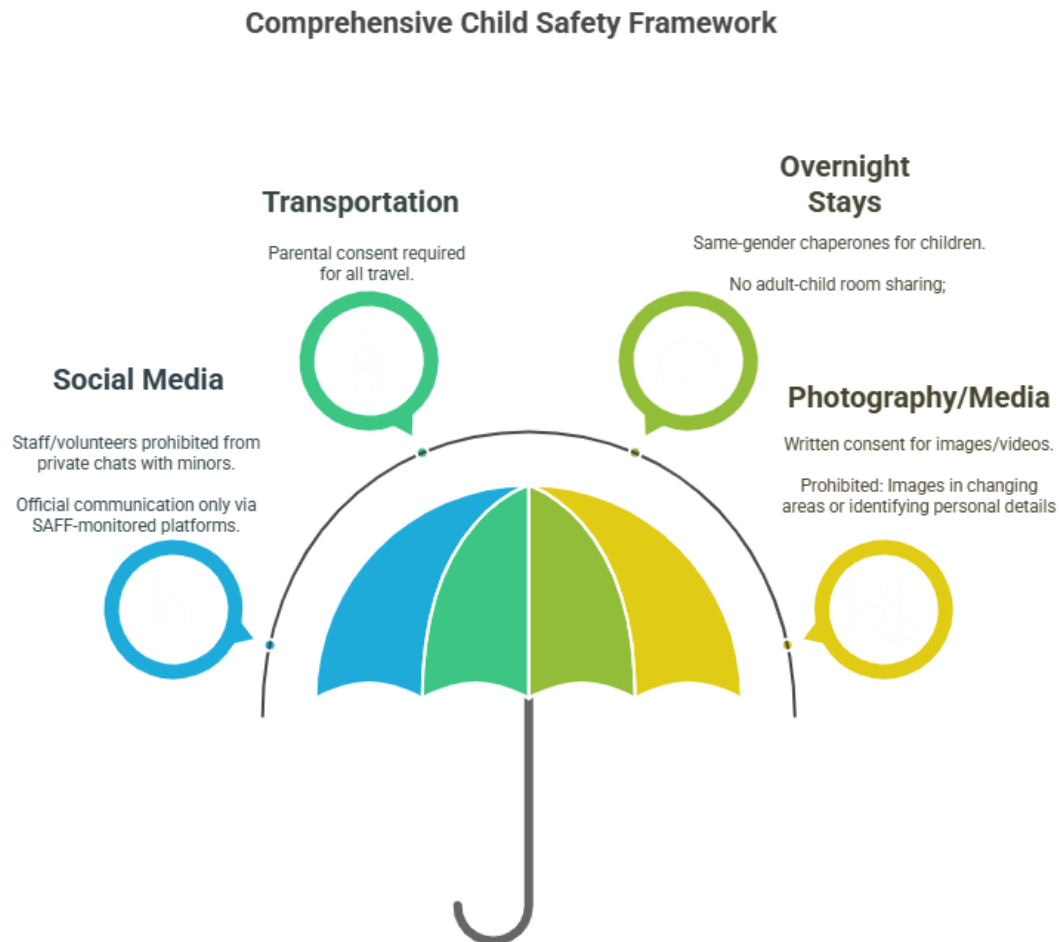 Comprehensive Child Safety Framework
Transportation
Parental consent required
for all travel.
Overnight
Stays
Same-gender chaperones for children.
No adult-child room sharing;
Social Media
Staff/volunteers prohibited from
private chats with minors.
Official communication only via
SAFF-monitored platforms.
Photography/Media
Written consent for images/videos.
Prohibited: Images in changing
areas or identifying personal details